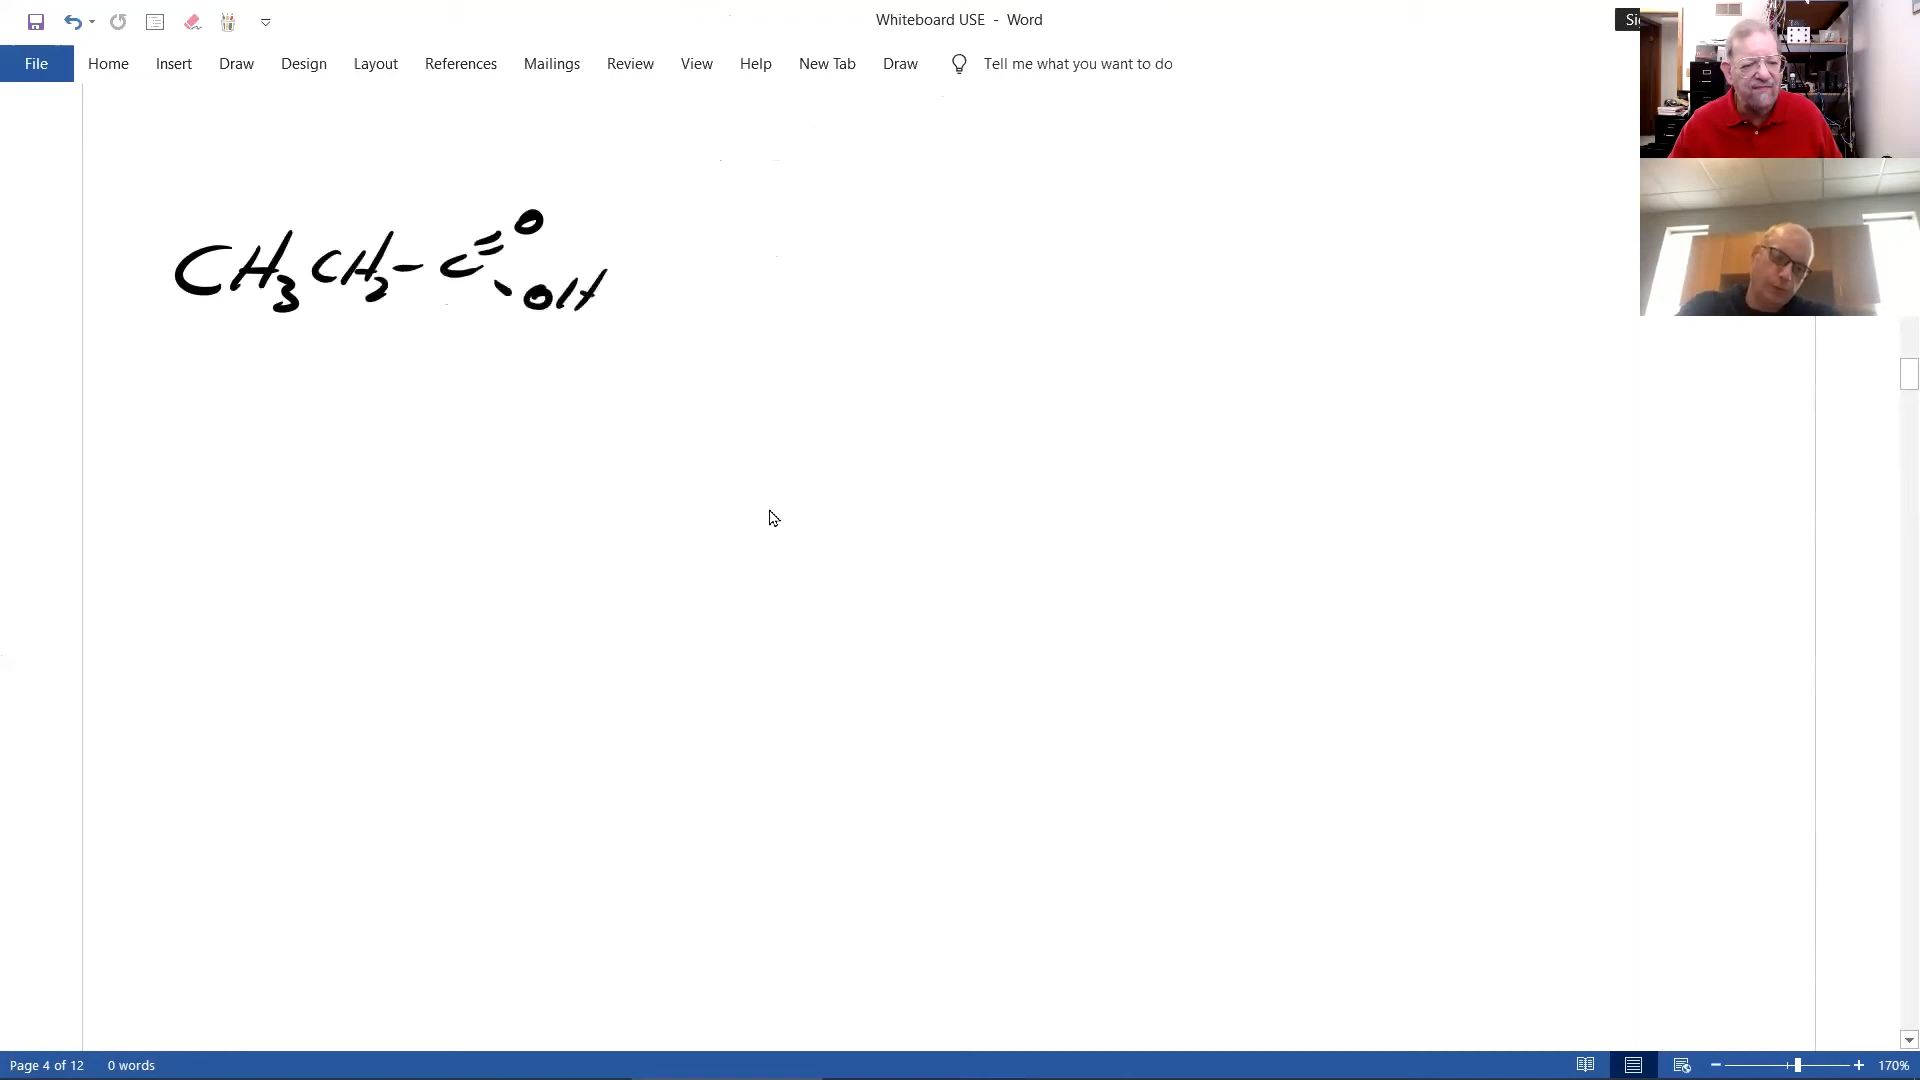 Whiteboard USE - Word
File Home Insert Draw Design Layout References Mailings Review View Help New Tab Draw Tell me what you want to do
O
CH3CH2-C=
-OH
Page 4 of 12 0 words 170%